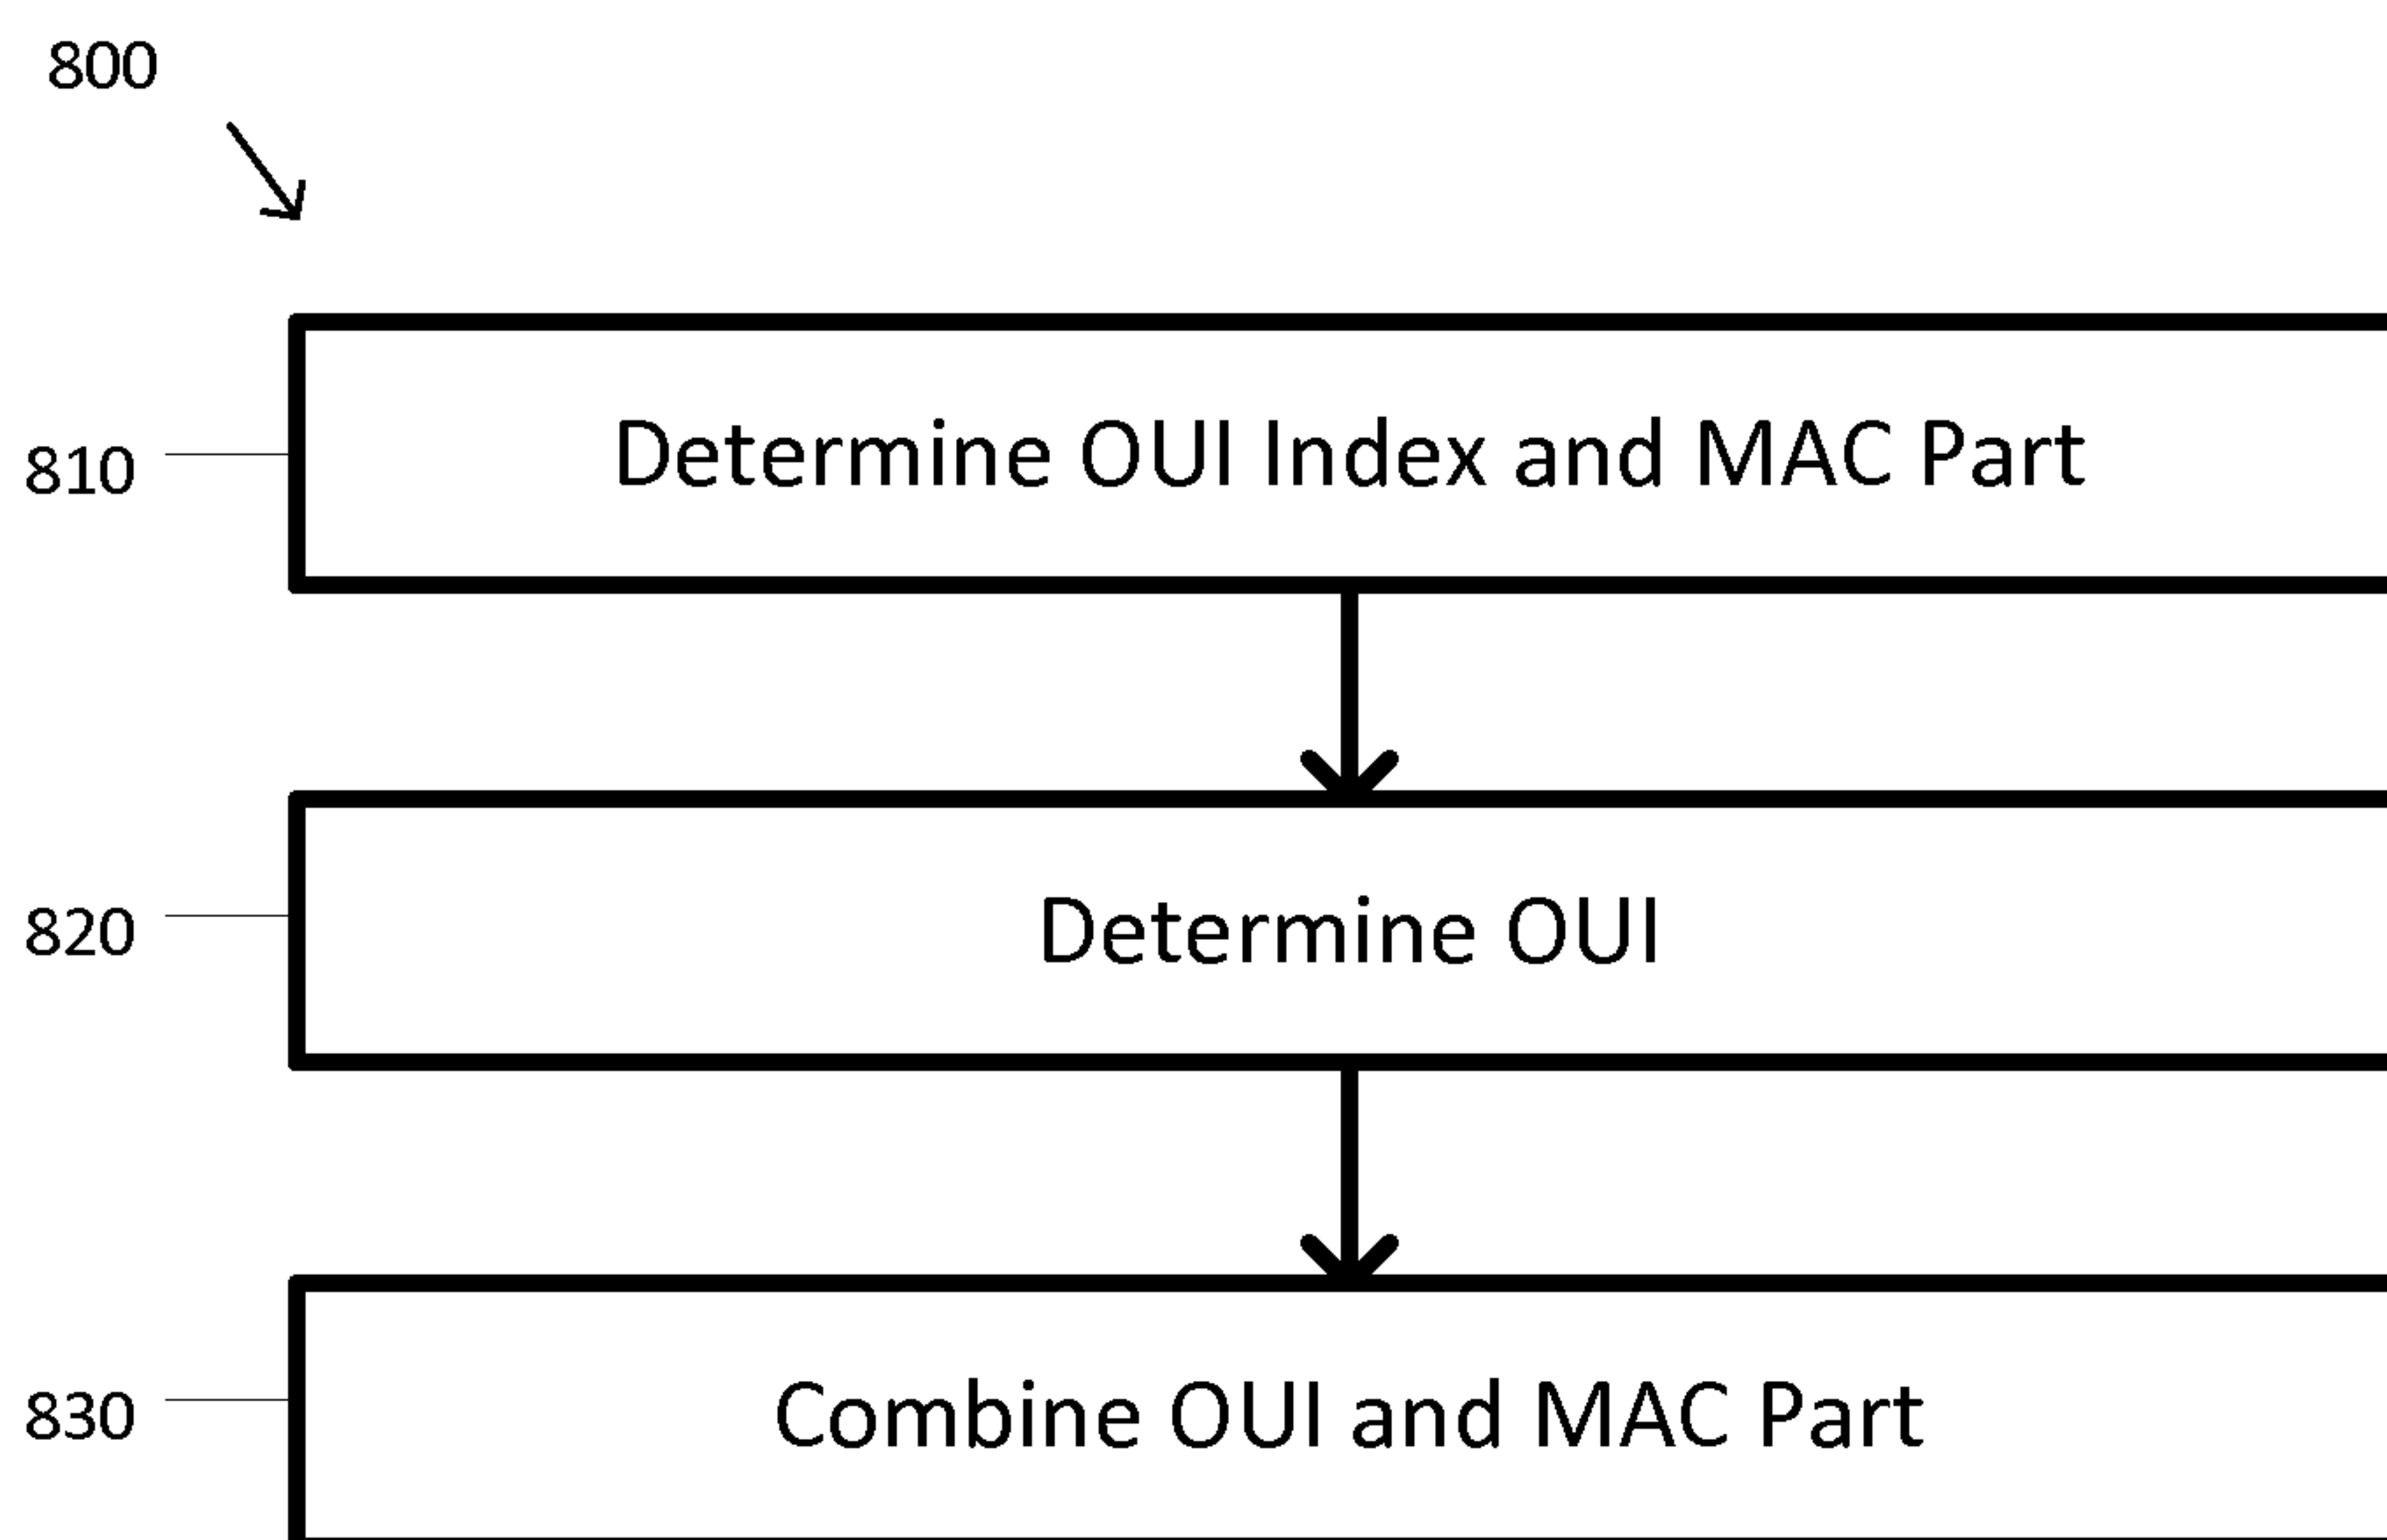 800
810
Determine OUI Index and MAC Part
820
Determine OUI
830
Combine OUI and MAC Part